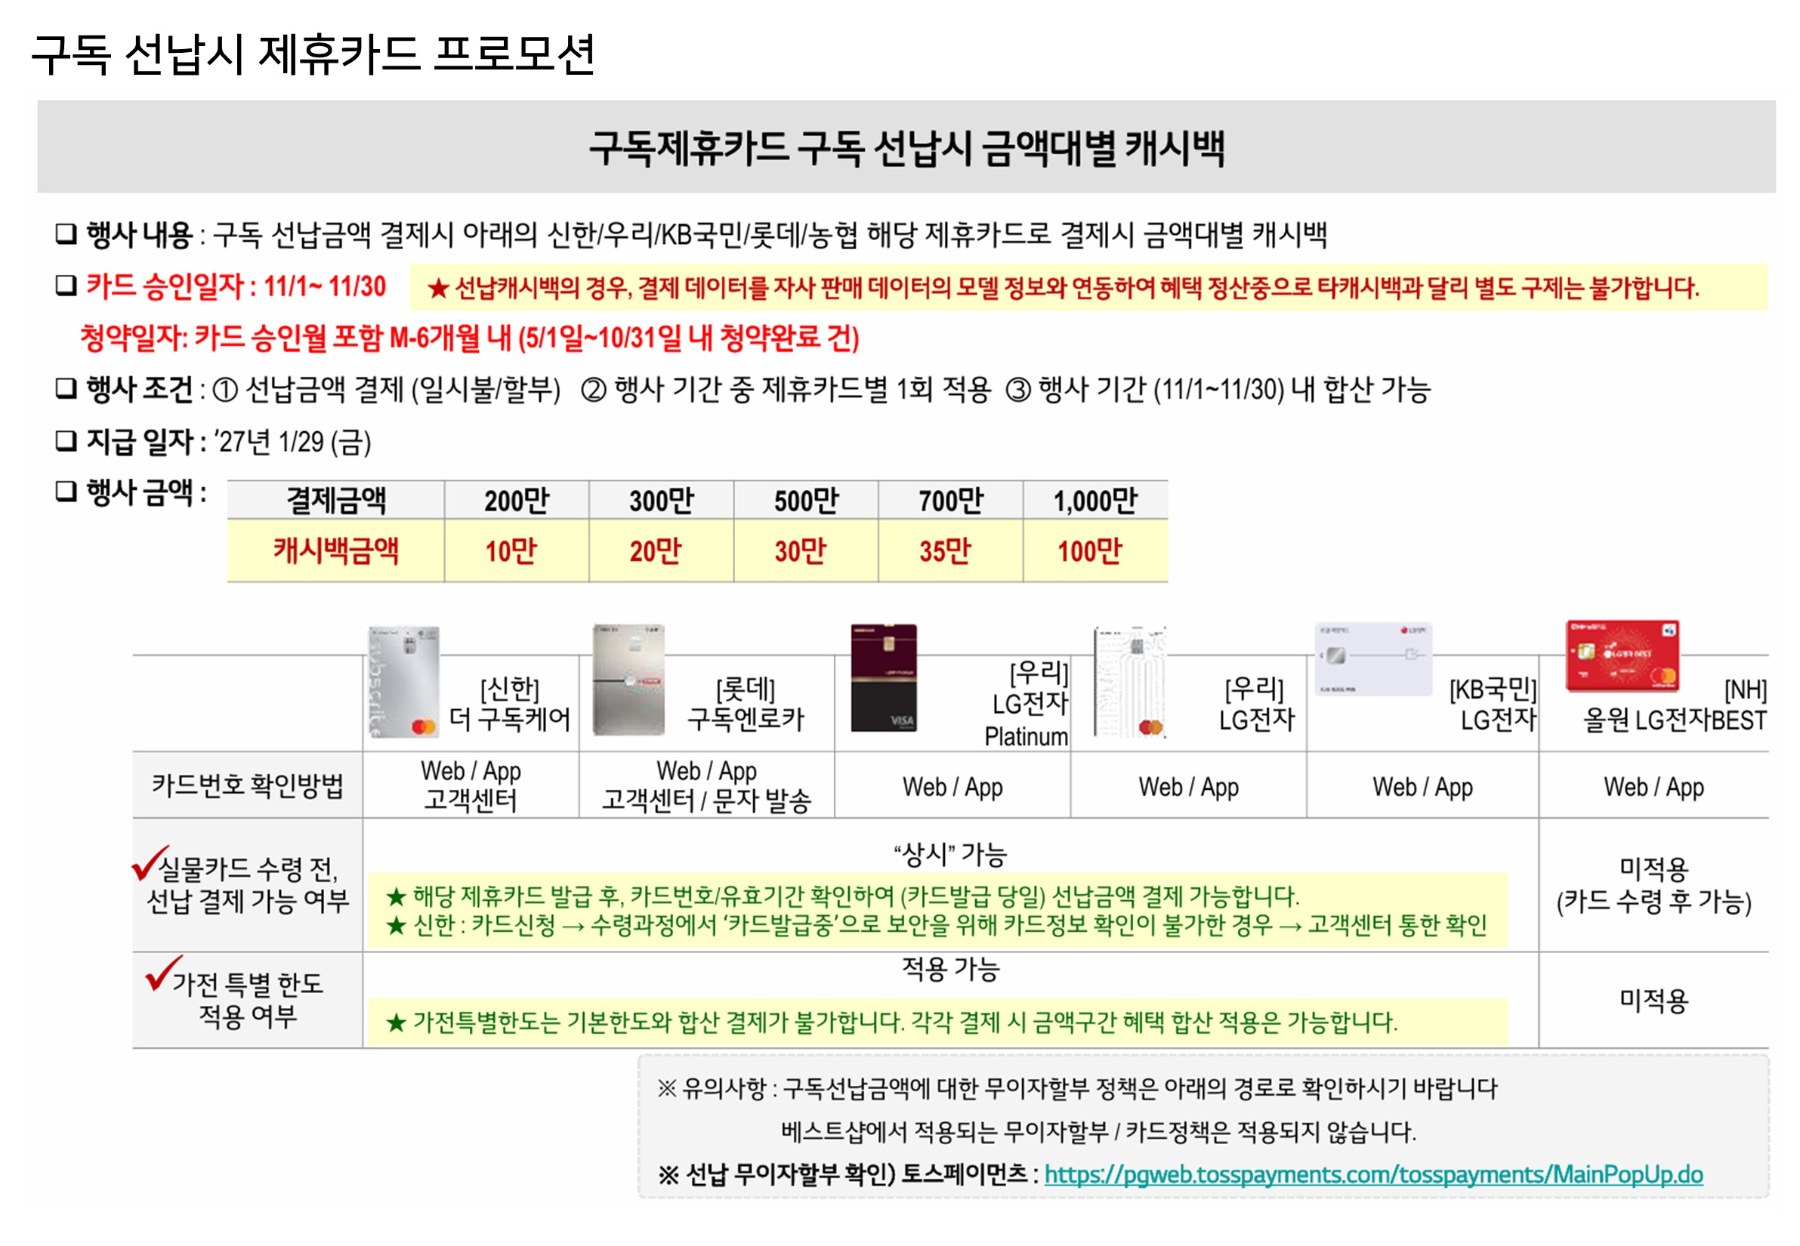 구독 선납시 제휴카드 프로모션
구독제휴카드 구독 선납시 금액대별 캐시백
❑ 행사 내용 : 구독 선납금액 결제시 아래의 신한/우리/KB국민/롯데/농협 해당 제휴카드로 결제시 금액대별 캐시백
❑ 카드 승인일자 : 11/1~ 11/30 ★ 선납캐시백의 경우, 결제 데이터를 자사 판매 데이터의 모델 정보와 연동하여 혜택 정산중으로 타캐시백과 달리 별도 구제는 불가합니다.
청약일자: 카드 승인월 포함 M-6개월 내 (5/1일~10/31일 내 청약완료 건)
❑ 행사 조건 : ① 선납금액 결제 (일시불/할부) ② 행사 기간 중 제휴카드별 1회 적용 ③ 행사 기간 (11/1~11/30) 내 합산 가능
❑ 지급 일자 : ’27년 1/29 (금)
❑ 행사 금액 :
결제금액 200만 300만 500만 700만 1,000만
캐시백금액 10만 20만 30만 35만 100만
[신한]
더 구독케어
[롯데]
구독엔로카
VISA
[우리]
LG전자
Platinum
[우리]
LG전자
[KB국민]
LG전자
[NH]
올원 LG전자BEST
카드번호 확인방법
Web / App
고객센터
Web / App
고객센터 / 문자 발송
Web / App
Web / App
Web / App
Web / App
실물카드 수령 전,
선납 결제 가능 여부
“상시” 가능
★ 해당 제휴카드 발급 후, 카드번호/유효기간 확인하여 (카드발급 당일) 선납금액 결제 가능합니다.
★ 신한 : 카드신청 → 수령과정에서 ‘카드발급중’으로 보안을 위해 카드정보 확인이 불가한 경우 → 고객센터 통한 확인
미적용
(카드 수령 후 가능)
가전 특별 한도
적용 여부
적용 가능
★ 가전특별한도는 기본한도와 합산 결제가 불가합니다. 각각 결제 시 금액구간 혜택 합산 적용은 가능합니다.
미적용
※ 유의사항 : 구독선납금액에 대한 무이자할부 정책은 아래의 경로로 확인하시기 바랍니다
베스트샵에서 적용되는 무이자할부 / 카드정책은 적용되지 않습니다.
※ 선납 무이자할부 확인) 토스페이먼츠 : https://pgweb.tosspayments.com/tosspayments/MainPopUp.do